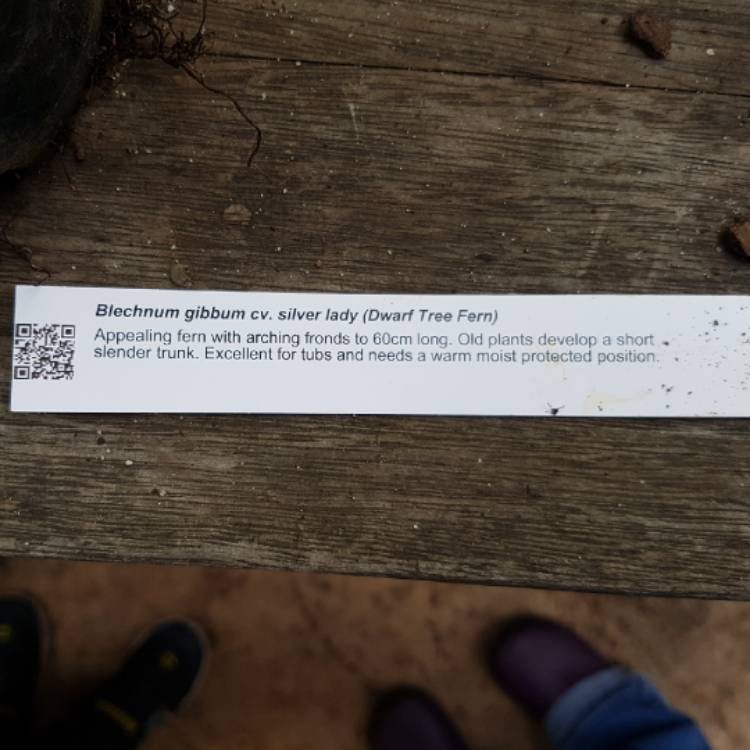 Blechnum gibbum cv. silver lady (Dwarf Tree Fern)
Appealing fern with arching fronds to 60cm long. Old plants develop a short
slender trunk. Excellent for tubs and needs a warm moist protected position.